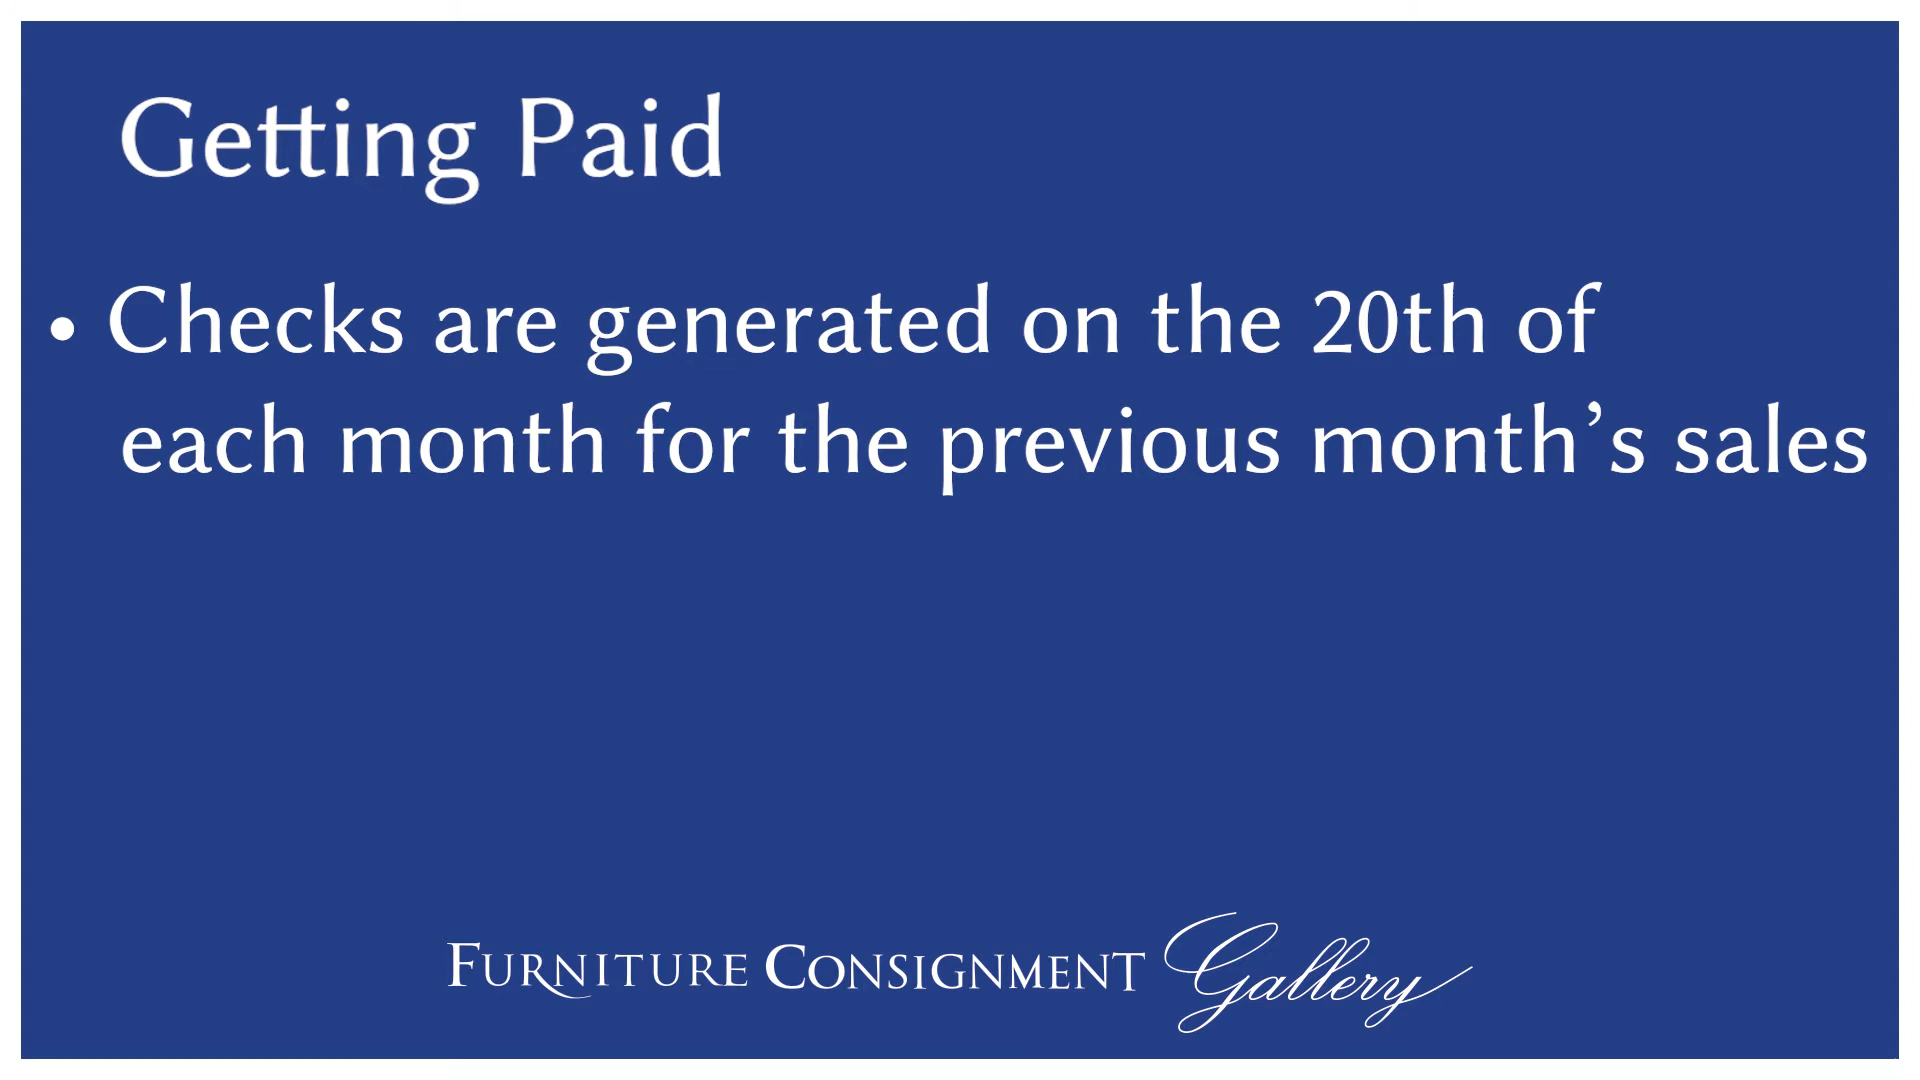 Getting Paid
• Checks are generated on the 20th of
each month for the previous month’s sales
FURNITURE CONSIGNMENT Gallery